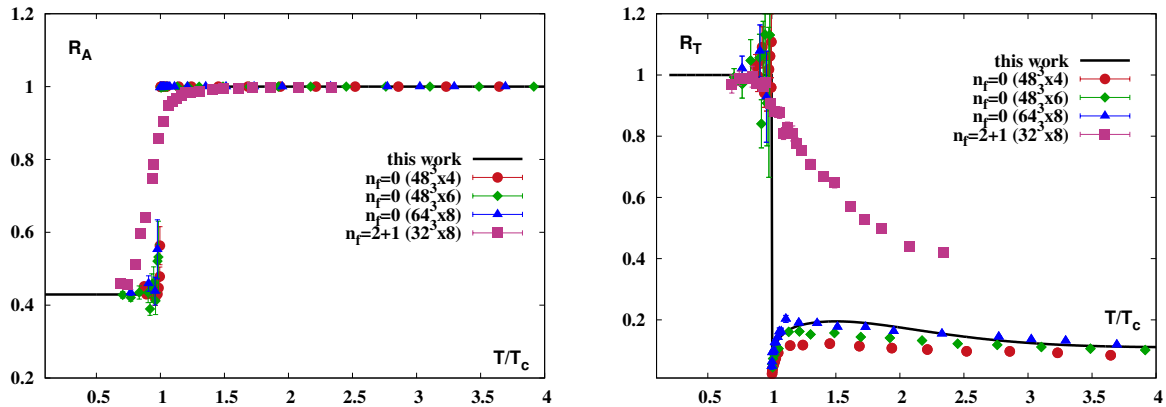 1.2
R_A
1
this work
n_f=0 (48^3x4)
0.8
n_f=0 (48^3x6)
n_f=0 (64^3x8)
n_f=2+1 (32^3x8)
0.6
0.4
T/T_c
0.2
0.5 1 1.5 2 2.5 3 3.5 4
1.2
R_T
this work
1
n_f=0 (48^3x4)
n_f=0 (48^3x6)
n_f=0 (64^3x8)
0.8
n_f=2+1 (32^3x8)
0.6
0.4
T/T_c
0.2
0.5 1 1.5 2 2.5 3 3.5 4